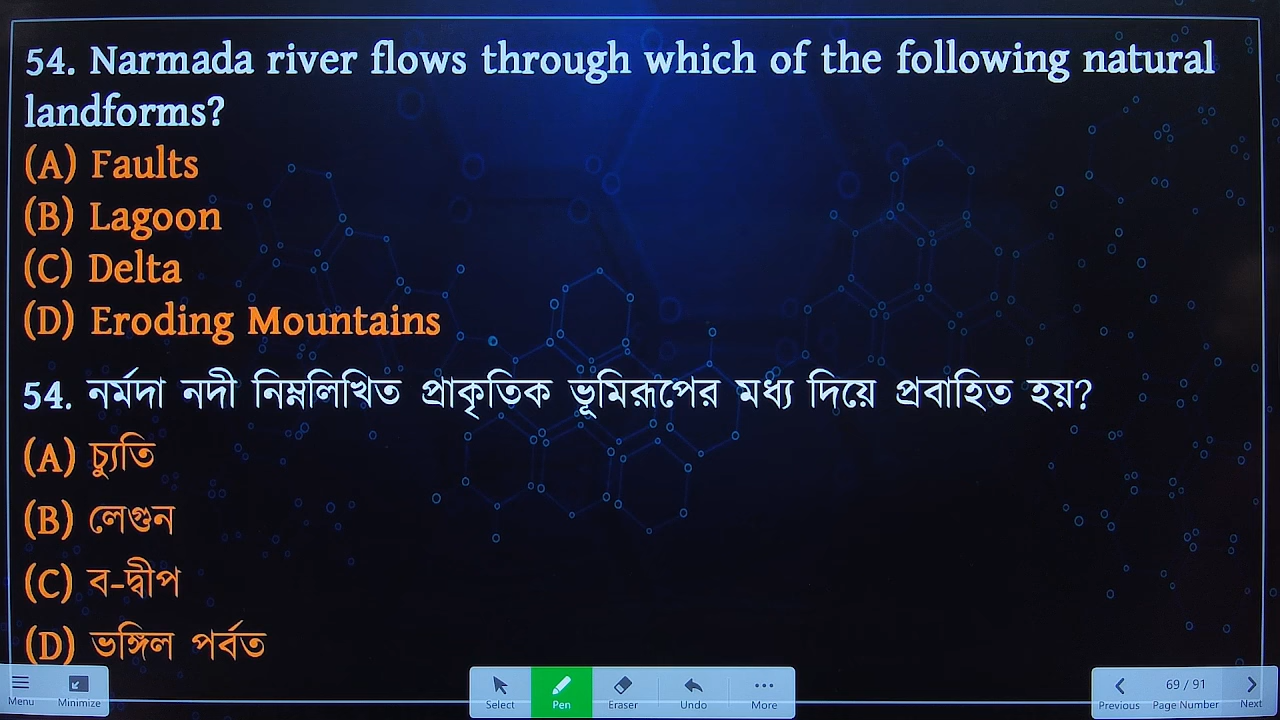 54. Narmada river flows through which of the following natural
landforms?
(A) Faults
(B) Lagoon
(C) Delta
(D) Eroding Mountains
54. নর্মদা নদী নিম্নলিখিত প্রাকৃতিক ভূমিরূপের মধ্য দিয়ে প্রবাহিত হয়?
(A) চ্যুতি
(B) লেগুন
(C) ব-দ্বীপ
(D) ভঙ্গিল পর্বত
Menu Minimize Select Pen Eraser Undo More Previous 69 / 91 Page Number Next